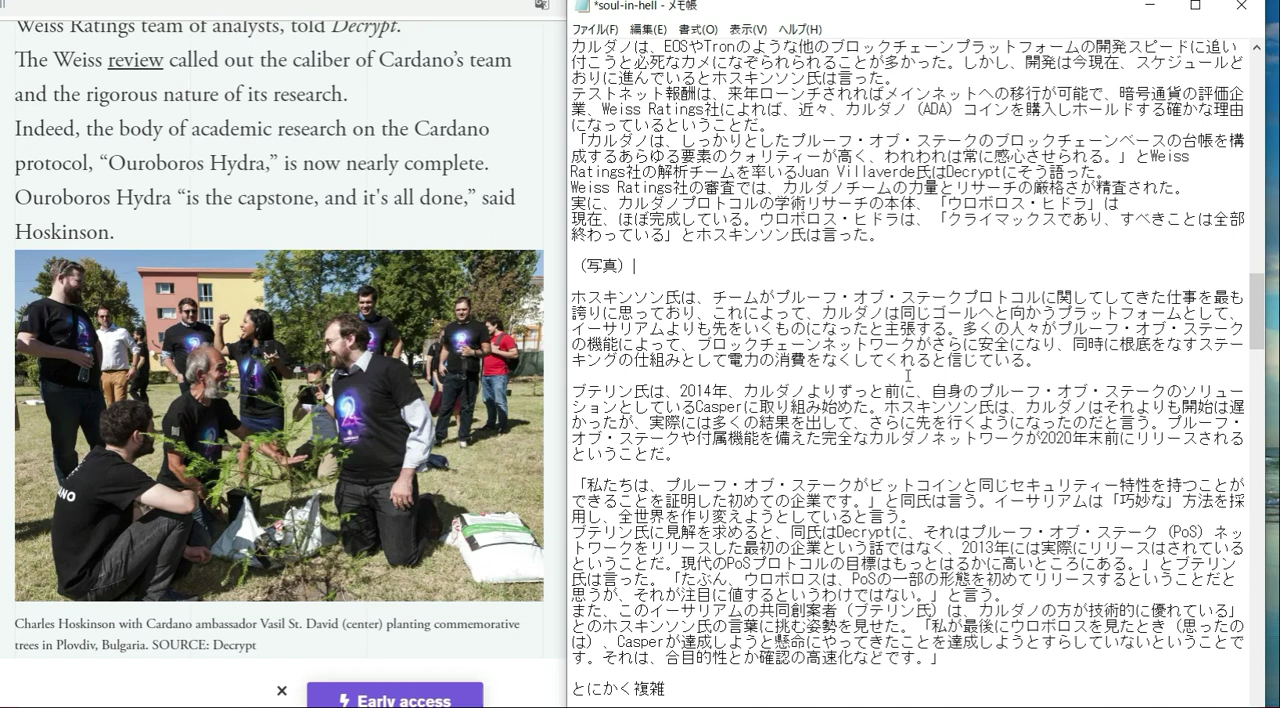 Weiss Ratings team of analysts, told Decrypt.
The Weiss review called out the caliber of Cardano’s team
and the rigorous nature of its research.
Indeed, the body of academic research on the Cardano
protocol, “Ouroboros Hydra,” is now nearly complete.
Ouroboros Hydra “is the capstone, and it's all done,” said
Hoskinson.
ANO
Charles Hoskinson with Cardano ambassador Vasil St. David (center) planting commemorative
trees in Plovdiv, Bulgaria. SOURCE: Decrypt
×
Early access
*soul-in-hell - メモ帳
ファイル(F) 編集(E) 書式(O) 表示(V) ヘルプ(H)
カルダノは、EOSやTronのような他のブロックチェーンプラットフォームの開発スピードに追い
付こうと必死なカメになぞられられることが多かった。しかし、開発は今現在、スケジュールど
おりに進んでいるとホスキンソン氏は言った。
テストネット報酬は、来年ローンチされればメインネットへの移行が可能で、暗号通貨の評価企
業、Weiss Ratings社によれば、近々、カルダノ（ADA）コインを購入しホールドする確かな理由
になっているということだ。
「カルダノは、しっかりとしたプルーフ・オブ・ステークのブロックチェーンベースの台帳を構
成するあらゆる要素のクォリティーが高く、われわれは常に感心させられる。」とWeiss
Ratings社の解析チームを率いるJuan Villaverde氏はDecryptにそう語った。
Weiss Ratings社の審査では、カルダノチームの力量とリサーチの厳格さが精査された。
実に、カルダノプロトコルの学術リサーチの本体、「ウロボロス・ヒドラ」は
現在、ほぼ完成している。ウロボロス・ヒドラは、「クライマックスであり、すべきことは全部
終わっている」とホスキンソン氏は言った。
（写真）
ホスキンソン氏は、チームがプルーフ・オブ・ステークプロトコルに関してしてきた仕事を最も
誇りに思っており、これによって、カルダノは同じゴールへと向かうプラットフォームとして、
イーサリアムよりも先をいくものになったと主張する。多くの人々がプルーフ・オブ・ステーク
の機能によって、ブロックチェーンネットワークがさらに安全になり、同時に根底をなすステー
キングの仕組みとして電力の消費をなくしてくれると信じている。
ブテリン氏は、2014年、カルダノよりずっと前に、自身のプルーフ・オブ・ステークのソリュー
ションとしているCasperに取り組み始めた。ホスキンソン氏は、カルダノはそれよりも開始は遅
かったが、実際には多くの結果を出して、さらに先を行くようになったのだと言う。プルーフ・
オブ・ステークや付属機能を備えた完全なカルダノネットワークが2020年末前にリリースされる
ということだ。
「私たちは、プルーフ・オブ・ステークがビットコインと同じセキュリティー特性を持つことが
できることを証明した初めての企業です。」と同氏は言う。イーサリアムは「巧妙な」方法を採
用し、全世界を作り変えようとしていると言う。
ブテリン氏に見解を求めると、同氏はDecryptに、それはプルーフ・オブ・ステーク（PoS）ネッ
トワークをリリースした最初の企業という話ではなく、2013年には実際にリリースはされている
ということだ。現代のPoSプロトコルの目標はもっとはるかに高いところにある。」とブテリン
氏は言った。「たぶん、ウロボロスは、PoSの一部の形態を初めてリリースするということだと
思うが、それが注目に値するというわけではない。」と言う。
また、このイーサリアムの共同創案者（ブテリン氏）は、カルダノの方が技術的に優れている」
とのホスキンソン氏の言葉に挑む姿勢を見せた。「私が最後にウロボロスを見たとき（思ったの
は）、Casperが達成しようと懸命にやってきたことを達成しようとすらしていないということで
す。それは、合目的性とか確認の高速化などです。」
とにかく複雑